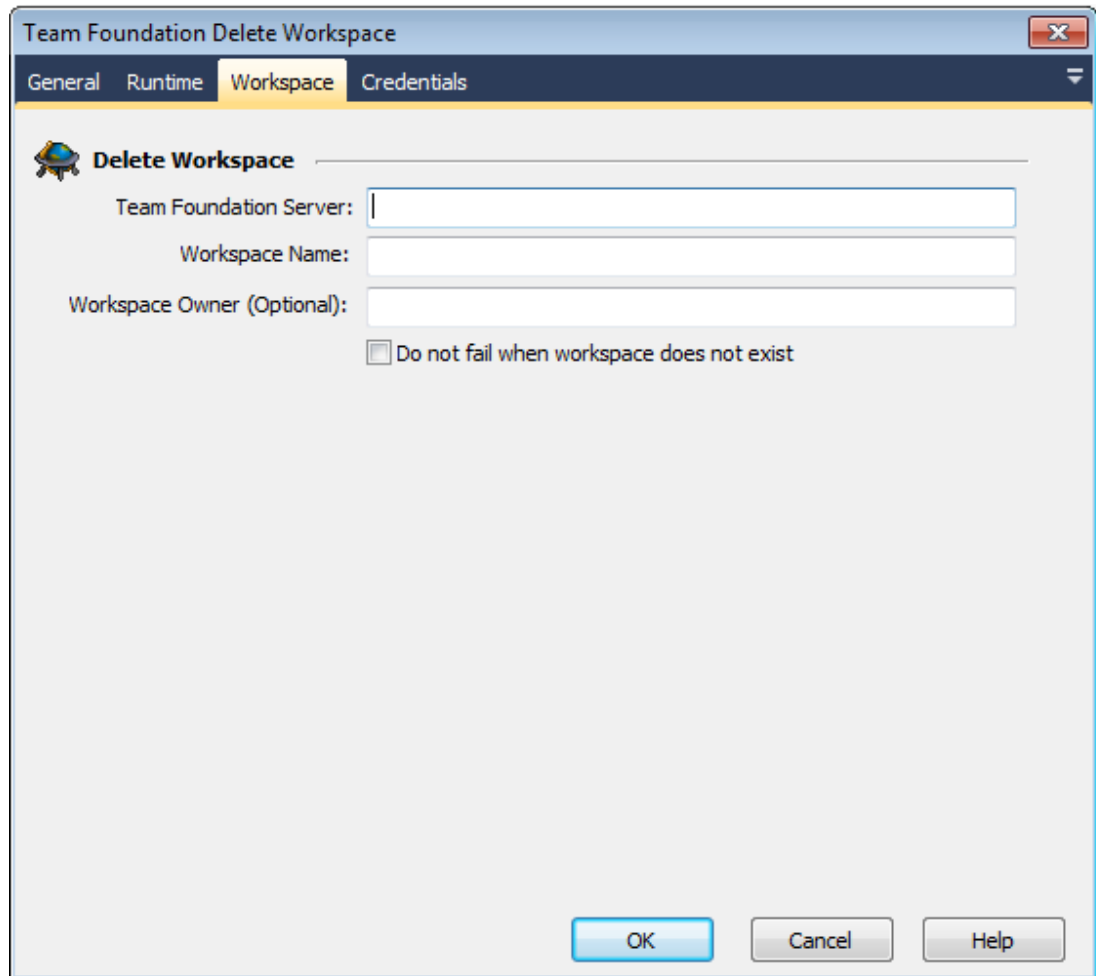 Team Foundation Delete Workspace
General Runtime Workspace Credentials
Delete Workspace
Team Foundation Server:
Workspace Name:
Workspace Owner (Optional):
Do not fail when workspace does not exist
OK Cancel Help